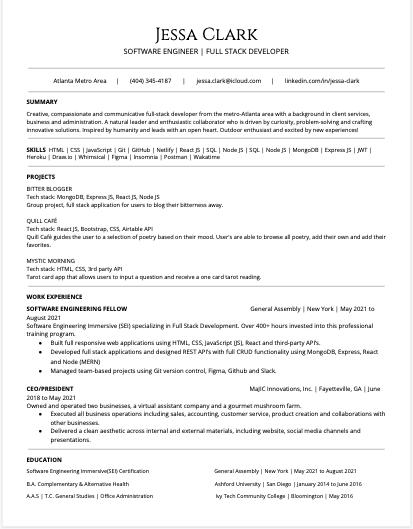 JESSA CLARK
SOFTWARE ENGINEER | FULL STACK DEVELOPER
Atlanta Metro Area | (404) 345-4187 | jessa.clark@icloud.com | linkedin.com/in/jessa-clark
SUMMARY
Creative, compassionate and communicative full-stack developer from the metro-Atlanta area with a background in client services,
business and administration. A natural leader and enthusiastic collaborator who is driven by curiosity, problem-solving and crafting
innovative solutions. Inspired by humanity and leads with an open heart. Outdoor enthusiast and excited by new experiences!
SKILLS HTML | CSS | JavaScript | Git | GitHub | Netlify | React JS | SQL | Node JS | SQL | Node JS | MongoDB | Express JS | JWT |
Heroku | Draw.io | Whimsical | Figma | Insomnia | Postman | Wakatime
PROJECTS
BITTER BLOGGER
Tech stack: MongoDB, Express JS, React JS, Node JS
Group project, full stack application for users to blog their bitterness away.
QUILL CAFÉ
Tech stack: React JS, Bootstrap, CSS, Airtable API
Quill Café guides the user to a selection of poetry based on their mood. User's are able to browse all poetry, add their own and add their
favorites.
MYSTIC MORNING
Tech stack: HTML, CSS, 3rd party API
Tarot card app that allows users to input a question and receive a one card tarot reading.
WORK EXPERIENCE
SOFTWARE ENGINEERING FELLOW General Assembly | New York | May 2021 to
August 2021
Software Engineering Immersive (SEI) specializing in Full Stack Development. Over 400+ hours invested into this professional
training program.
● Built full responsive web applications using HTML, CSS, JavaScript (JS), React and third-party API's.
● Developed full stack applications and designed REST API's with full CRUD functionality using MongoDB, Express, React
and Node (MERN)
● Managed team-based projects using Git version control, Figma, Github and Slack.
CEO/PRESIDENT MajiC Innovations, Inc. | Fayetteville, GA | June
2018 to May 2021
Owned and operated two businesses, a virtual assistant company and a gourmet mushroom farm.
● Executed all business operations including sales, accounting, customer service, product creation and collaborations with
other businesses.
● Delivered a clean aesthetic across internal and external materials, including website, social media channels and
presentations.
EDUCATION
Software Engineering Immersive(SEI) Certification General Assembly | New York | May 2021 to August 2021
B.A. Complementary & Alternative Health Ashford University | San Diego | January 2014 to June 2016
A.A.S | T.C. General Studies | Office Administration Ivy Tech Community College | Bloomington | May 2016